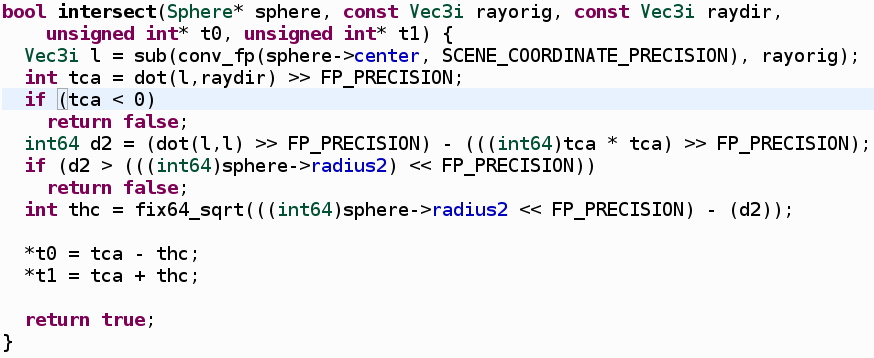 bool intersect(Sphere* sphere, const Vec3i rayorig, const Vec3i raydir,
    unsigned int* t0, unsigned int* t1) {
  Vec3i l = sub(conv_fp(sphere->center, SCENE_COORDINATE_PRECISION), rayorig);
  int tca = dot(l,raydir) >> FP_PRECISION;
  if (tca < 0)
    return false;
  int64 d2 = (dot(l,l) >> FP_PRECISION) - (((int64)tca * tca) >> FP_PRECISION);
  if (d2 > (((int64)sphere->radius2) << FP_PRECISION))
    return false;
  int thc = fix64_sqrt(((int64)sphere->radius2 << FP_PRECISION) - (d2));

  *t0 = tca - thc;
  *t1 = tca + thc;

  return true;
}